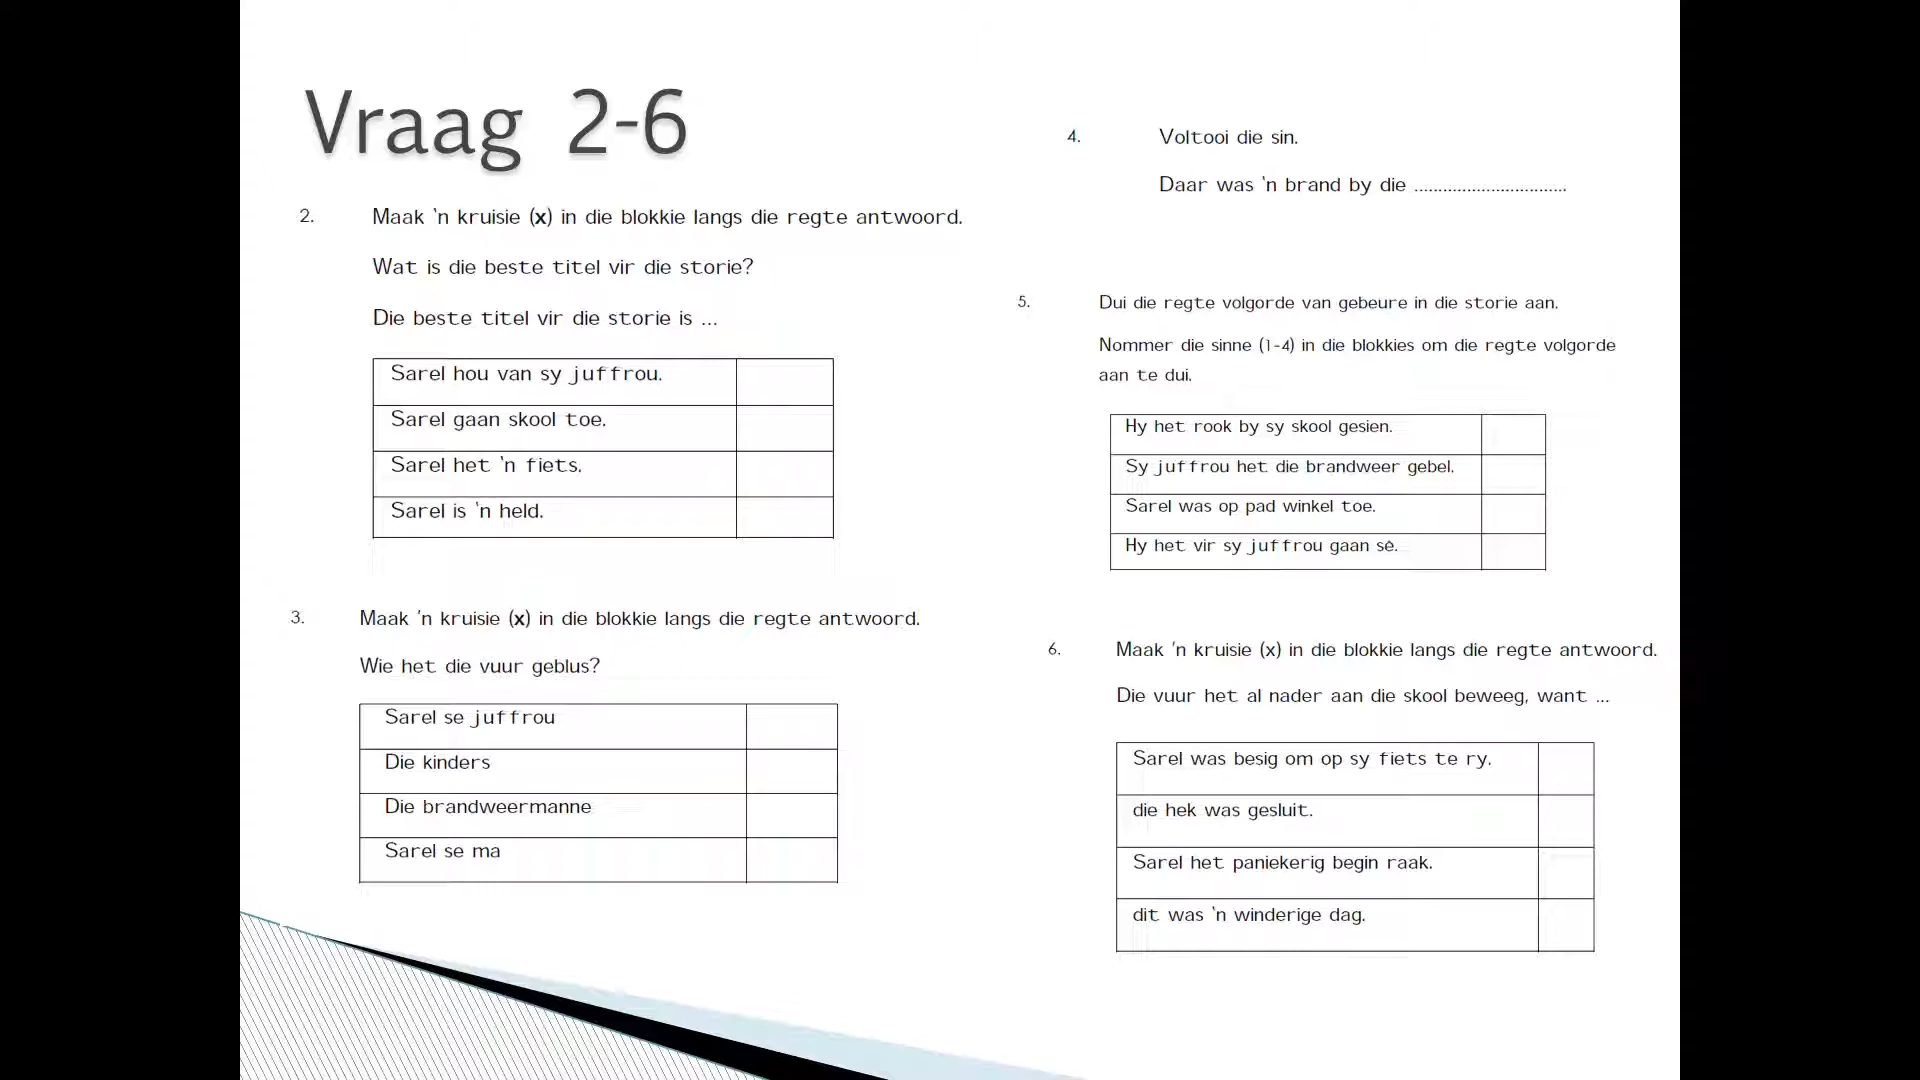 Vraag 2-6
2. Maak 'n kruisie (x) in die blokkie langs die regte antwoord.
Wat is die beste titel vir die storie?
Die beste titel vir die storie is ...
Sarel hou van sy juffrou.
Sarel gaan skool toe.
Sarel het 'n fiets.
Sarel is 'n held.
3. Maak 'n kruisie (x) in die blokkie langs die regte antwoord.
Wie het die vuur geblus?
Sarel se juffrou
Die kinders
Die brandweermanne
Sarel se ma
4. Voltooi die sin.
Daar was 'n brand by die ................................
5. Dui die regte volgorde van gebeure in die storie aan.
Nommer die sinne (1-4) in die blokkies om die regte volgorde
aan te dui.
Hy het rook by sy skool gesien.
Sy juffrou het die brandweer gebel.
Sarel was op pad winkel toe.
Hy het vir sy juffrou gaan sê.
6. Maak 'n kruisie (x) in die blokkie langs die regte antwoord.
Die vuur het al nader aan die skool beweeg, want ...
Sarel was besig om op sy fiets te ry.
die hek was gesluit.
Sarel het paniekerig begin raak.
dit was 'n winderige dag.